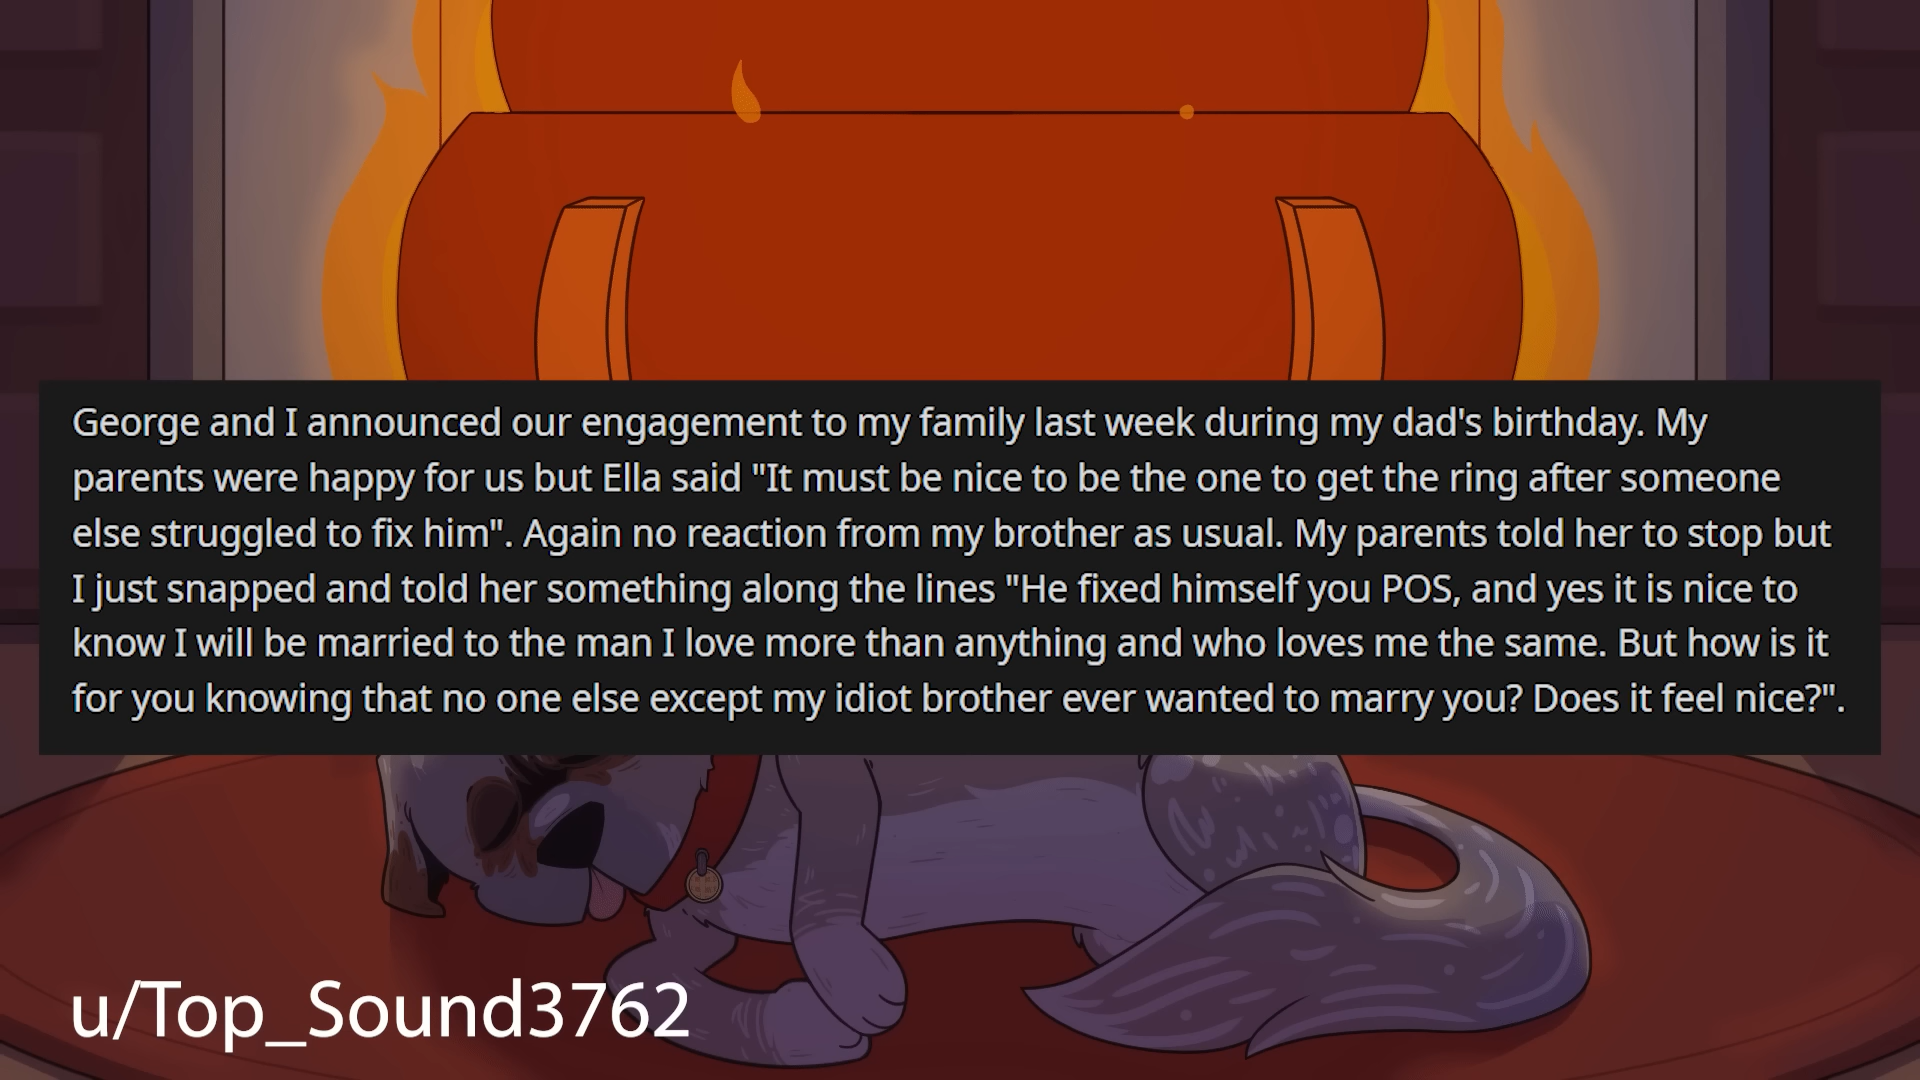 George and I announced our engagement to my family last week during my dad's birthday. My
parents were happy for us but Ella said "It must be nice to be the one to get the ring after someone
else struggled to fix him". Again no reaction from my brother as usual. My parents told her to stop but
I just snapped and told her something along the lines "He fixed himself you POS, and yes it is nice to
know I will be married to the man I love more than anything and who loves me the same. But how is it
for you knowing that no one else except my idiot brother ever wanted to marry you? Does it feel nice?".
u/Top_Sound3762